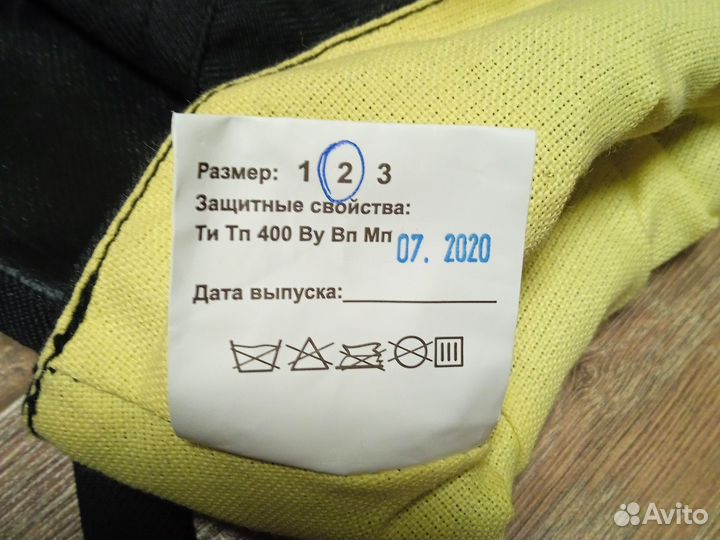 Размер: 1 2 3
Защитные свойства:
Ти Тп 400 Ву Вп Мп 07. 2020
Дата выпуска:
Avito